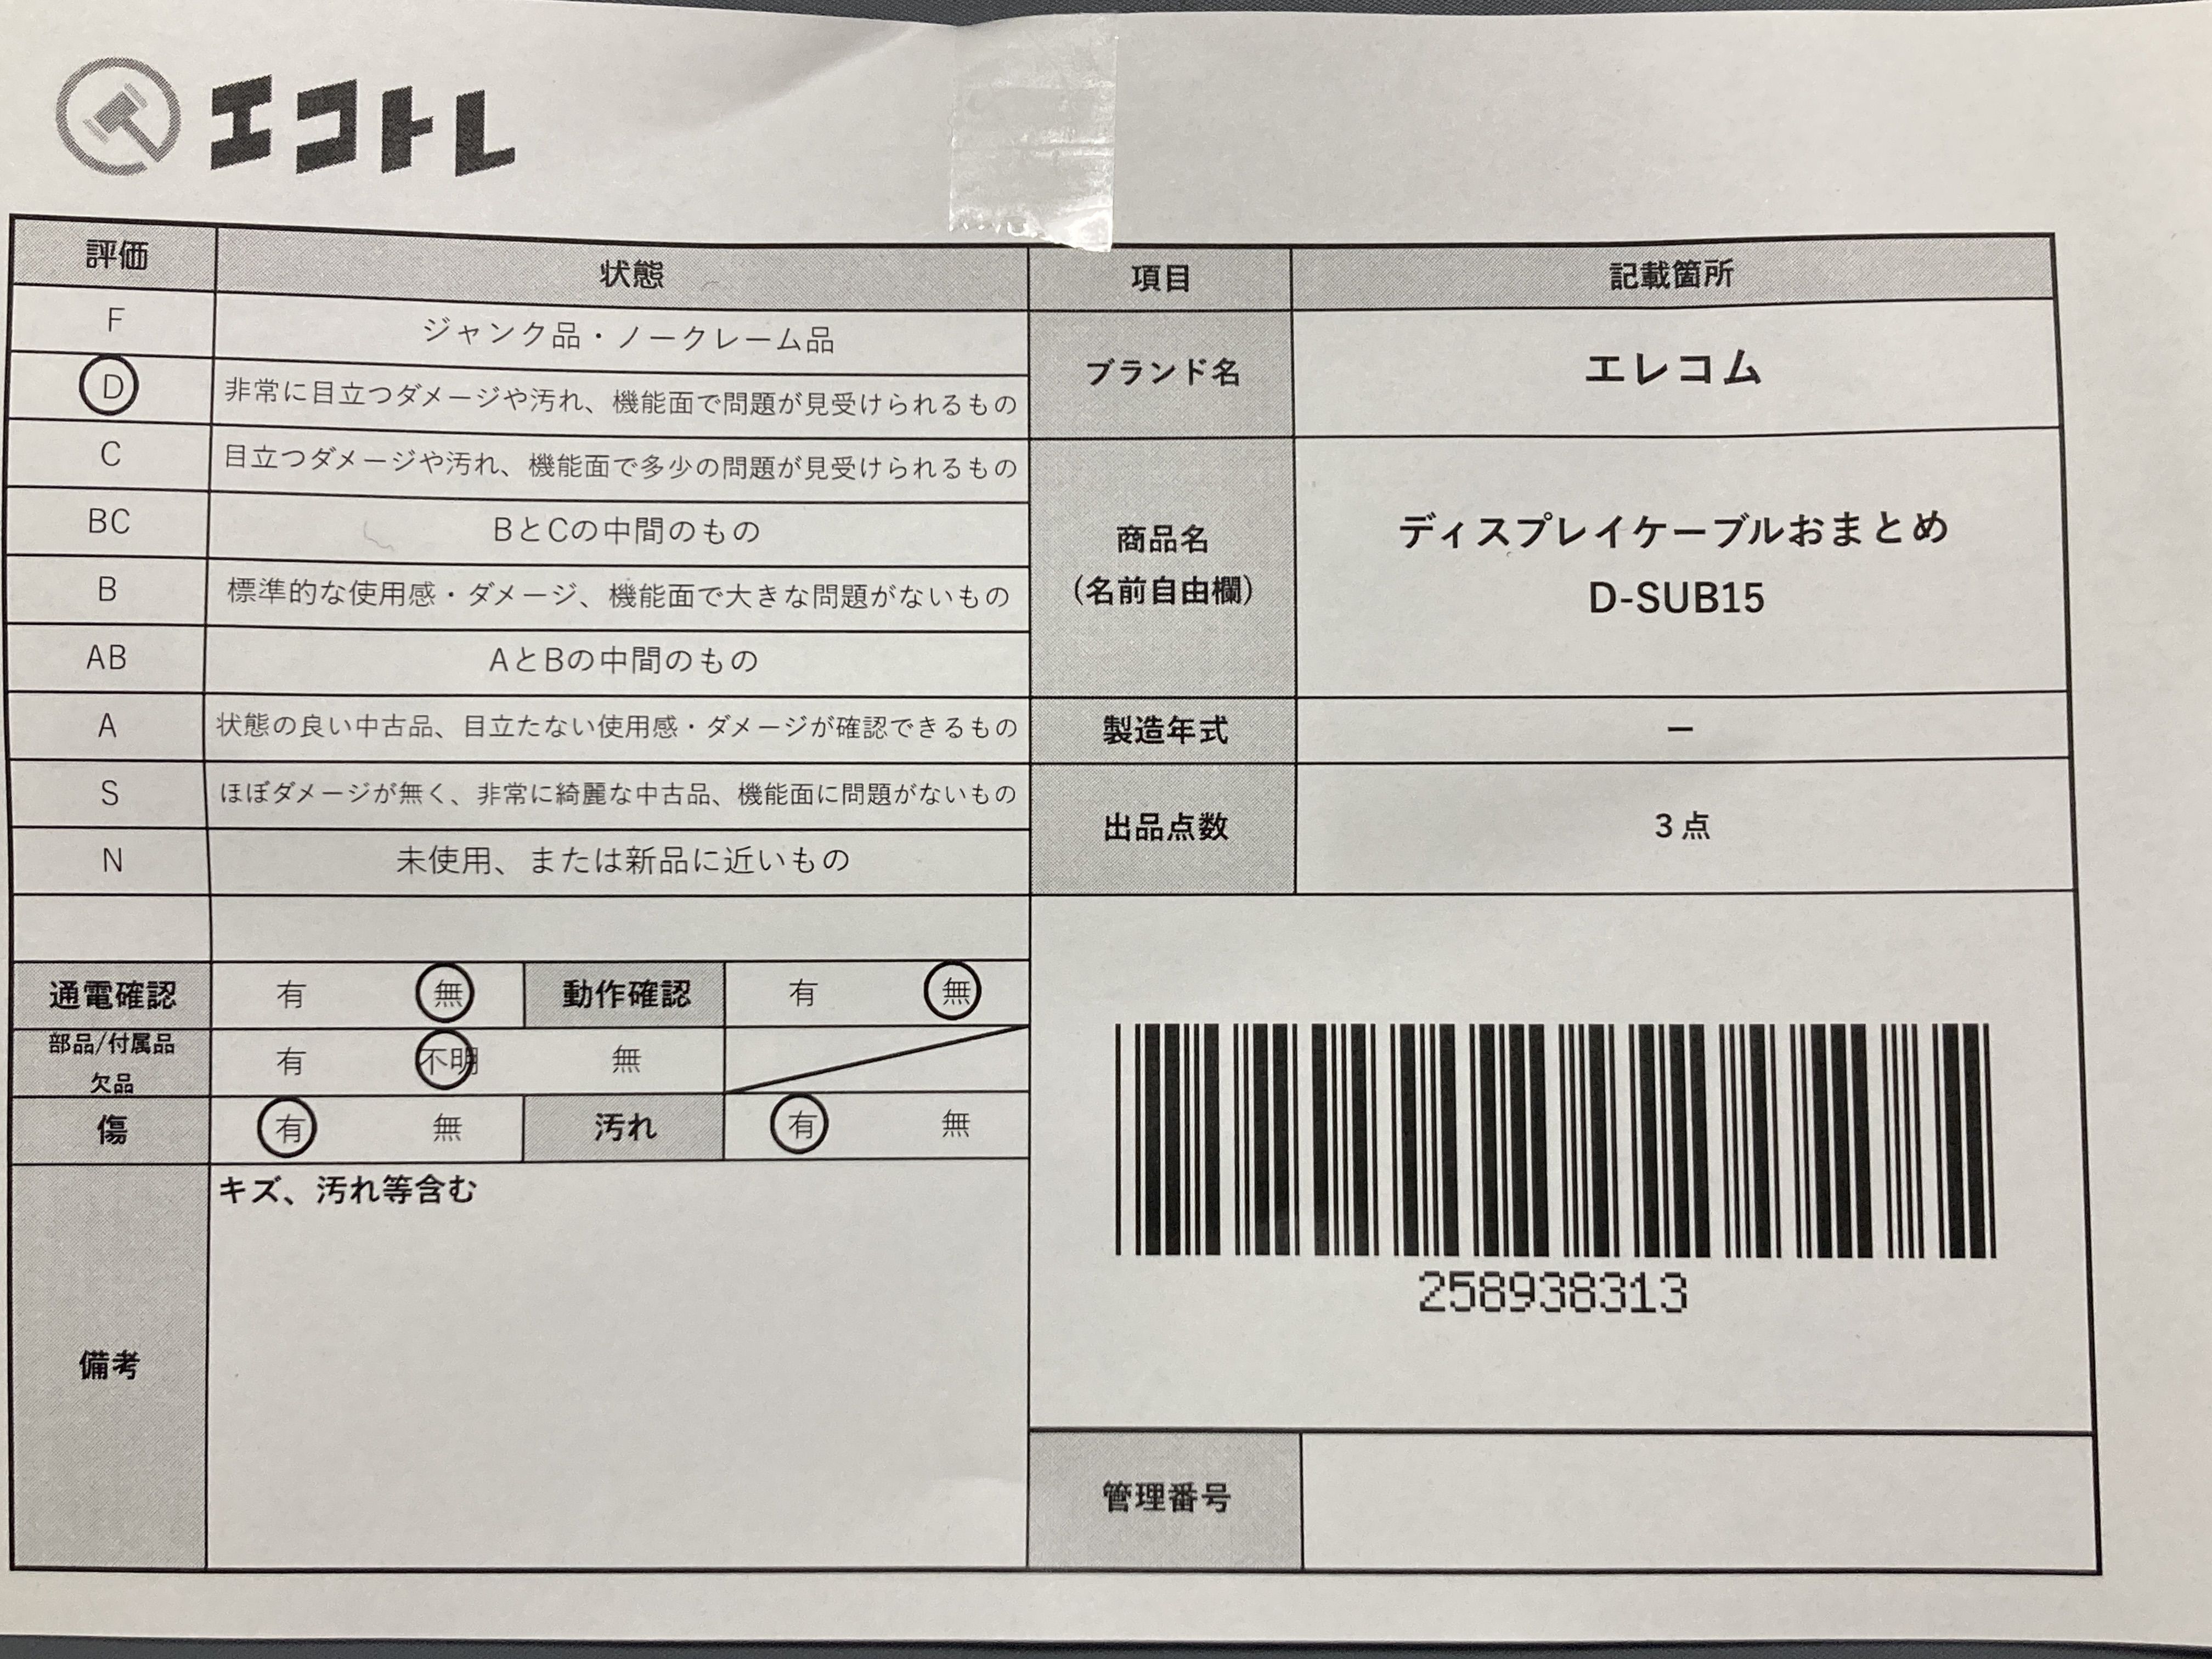 エコトレ
評価 状態
F ジャンク品・ノークレーム品
D 非常に目立つダメージや汚れ、機能面で問題が見受けられるもの
C 目立つダメージや汚れ、機能面で多少の問題が見受けられるもの
BC BとCの中間のもの
B 標準的な使用感・ダメージ、機能面で大きな問題がないもの
AB AとBの中間のもの
A 状態の良い中古品、目立たない使用感・ダメージが確認できるもの
S ほぼダメージが無く、非常に綺麗な中古品、機能面に問題がないもの
N 未使用、または新品に近いもの
通電確認 有 無 動作確認 有 無
部品/付属品
欠品 有 不明 無
傷 有 無 汚れ 有 無
備考 キズ、汚れ等含む
項目 記載箇所
ブランド名 エレコム
商品名
(名前自由欄)
ディスプレイケーブルおまとめ
D-SUB15
製造年式 ー
出品点数 3点
258938313
管理番号